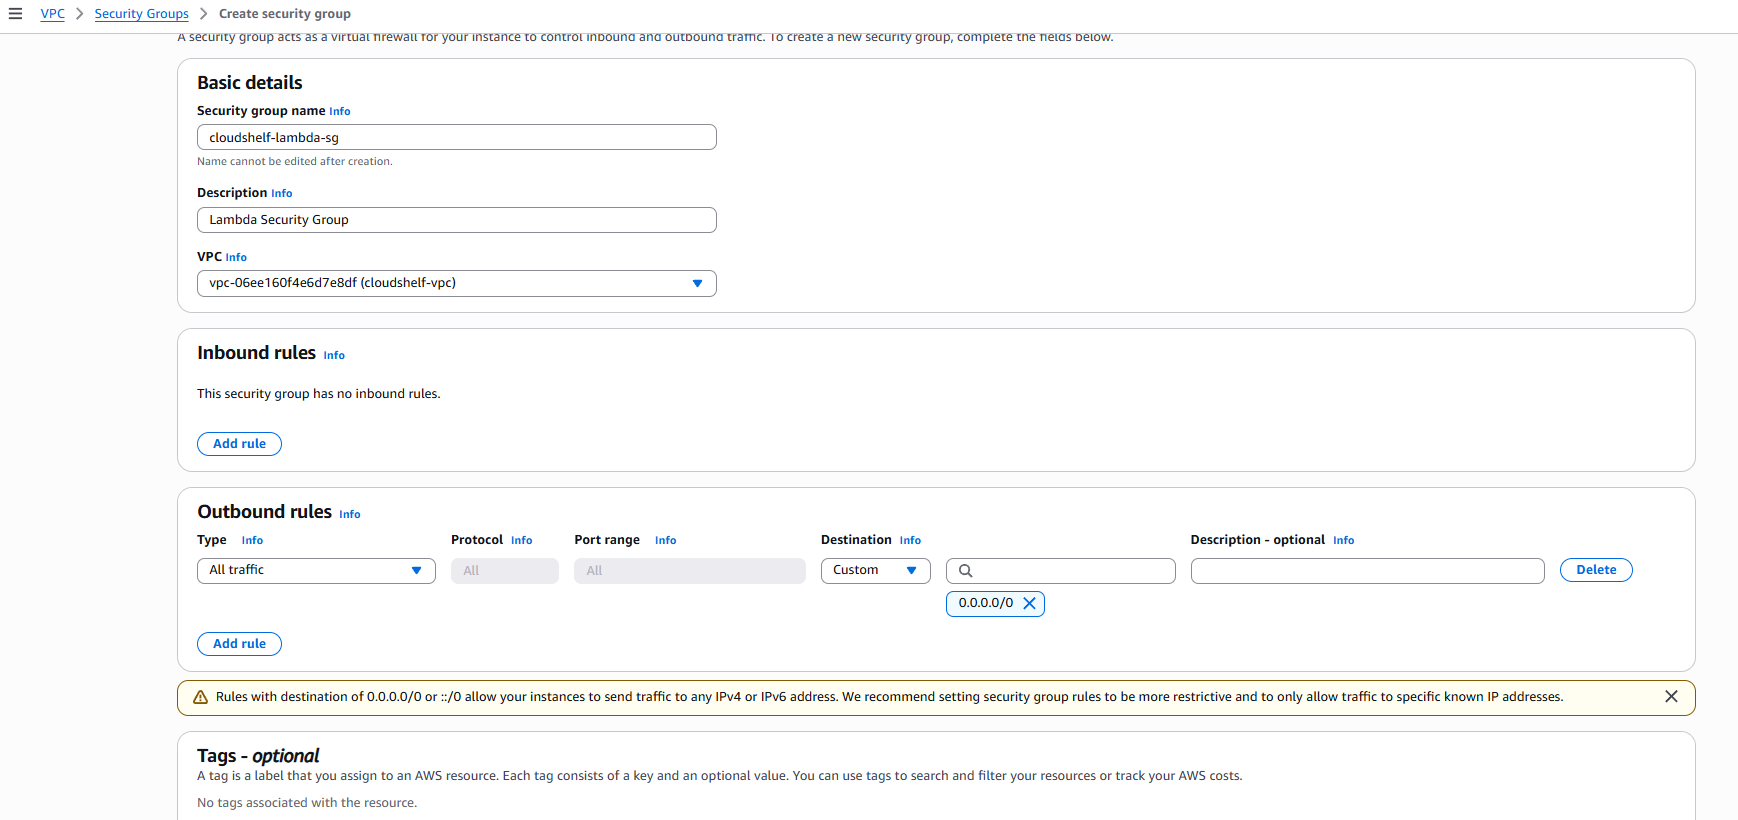 VPC > Security Groups > Create security group
A security group acts as a virtual firewall for your instance to control inbound and outbound traffic. To create a new security group, complete the fields below.
Basic details
Security group name Info
cloudshelf-lambda-sg
Name cannot be edited after creation.
Description Info
Lambda Security Group
VPC Info
vpc-06ee160f4e6d7e8df (cloudshelf-vpc)
Inbound rules Info
This security group has no inbound rules.
Add rule
Outbound rules Info
Type Info Protocol Info Port range Info Destination Info Description - optional Info
All traffic All All Custom Delete
0.0.0.0/0
Add rule
Rules with destination of 0.0.0.0/0 or ::/0 allow your instances to send traffic to any IPv4 or IPv6 address. We recommend setting security group rules to be more restrictive and to only allow traffic to specific known IP addresses.
Tags - optional
A tag is a label that you assign to an AWS resource. Each tag consists of a key and an optional value. You can use tags to search and filter your resources or track your AWS costs.
No tags associated with the resource.